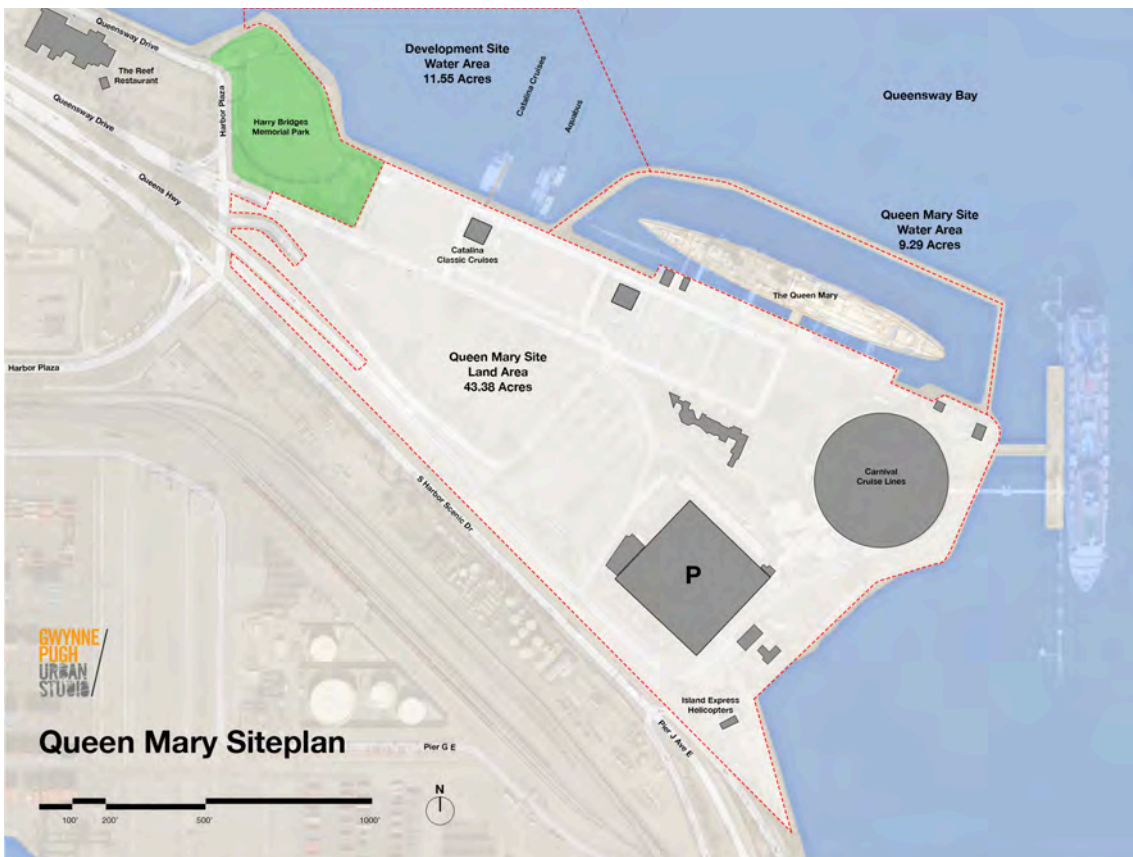 Queensway Drive
The Reef
Restaurant
Queensway Drive
Harbor Plaza
Queens Hwy
Harry Bridges
Memorial Park
Development Site
Water Area
11.55 Acres
Catalina Cruises
Aquabus
Queensway Bay
Queen Mary Site
Water Area
9.29 Acres
Catalina
Classic Cruises
The Queen Mary
Harbor Plaza
Queen Mary Site
Land Area
43.38 Acres
Carnival
Cruise Lines
S Harbor Scenic Dr
P
GWYNNE
PUGH
URBAN
STUDIO
Island Express
Helicopters
Pier J Ave E
Queen Mary Siteplan
Pier G E
N
100'
200'
500'
1000'